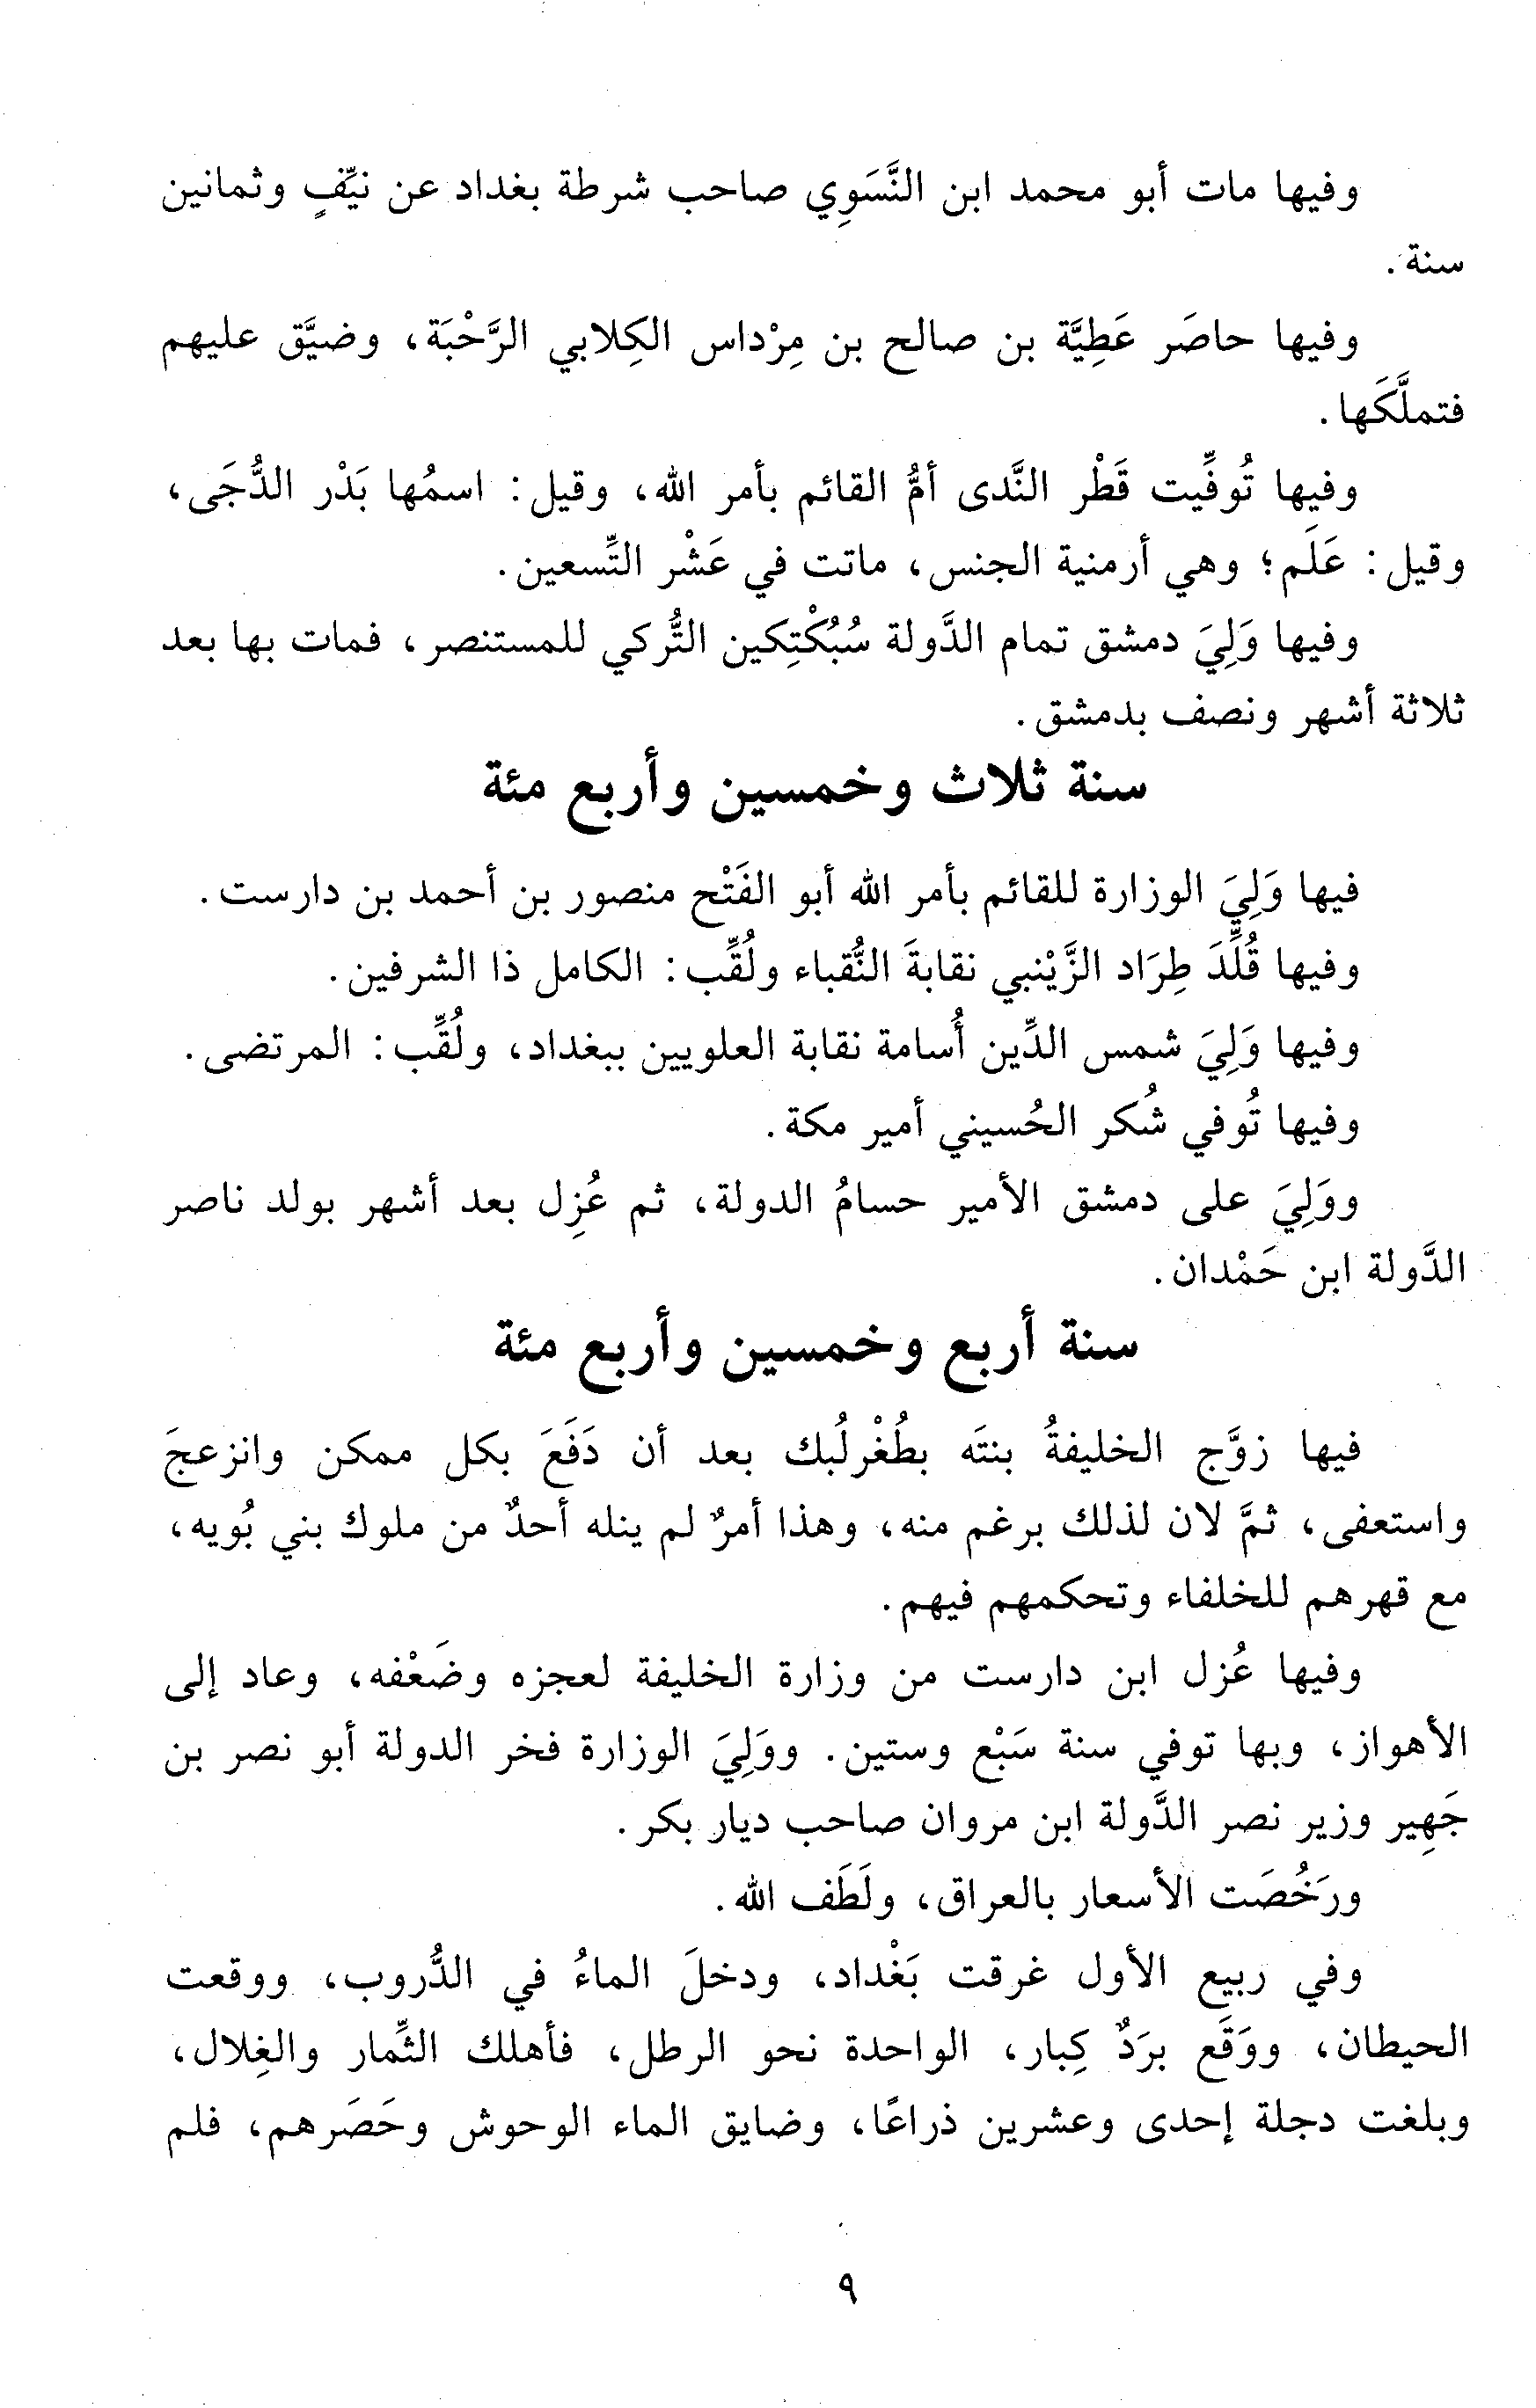 وفيها مات أبو محمد ابن النَّسَوِي صاحب شرطة بغداد عن نيِّفٍ وثمانين
سنة.
وفيها حاصَر عَطِيَّة بن صالح بن مِرْداس الكِلابي الرَّحْبَة، وضيَّق عليهم
فتملَّكَها.
وفيها تُوفِّيت قَطْر النَّدى أمُّ القائم بأمر الله، وقيل: اسمُها بَدْر الدُّجَى،
وقيل: عَلَم؛ وهي أرمنية الجنس، ماتت في عَشْر التِّسعين.
وفيها وَلِيَ دمشق تمام الدَّولة سُبُكْتِكين التُّركي للمستنصر، فمات بها بعد
ثلاثة أشهر ونصف بدمشق.
سنة ثلاث وخمسين وأربع مئة
فيها وَلِيَ الوزارة للقائم بأمر الله أبو الفَتْح منصور بن أحمد بن دارست.
وفيها قُلِّدَ طِرَاد الزَّيْنبي نقابةَ النُّقباء ولُقِّب: الكامل ذا الشرفين.
وفيها وَلِيَ شمس الدِّين أُسامة نقابة العلويين ببغداد، ولُقِّب: المرتضى.
وفيها تُوفي شُكر الحُسيني أمير مكة.
ووَلِيَ على دمشق الأمير حسامُ الدولة، ثم عُزِل بعد أشهر بولد ناصر
الدَّولة ابن حَمْدان.
سنة أربع وخمسين وأربع مئة
فيها زوَّج الخليفةُ بنتَه بطُغْرلُبك بعد أن دَفَعَ بكل ممكن وانزعجَ
واستعفى، ثمَّ لان لذلك برغم منه، وهذا أمرٌ لم ينله أحدٌ من ملوك بني بُويه،
مع قهرهم للخلفاء وتحكمهم فيهم.
وفيها عُزل ابن دارست من وزارة الخليفة لعجزه وضَعْفه، وعاد إلى
الأهواز، وبها توفي سنة سَبْع وستين. ووَلِيَ الوزارة فخر الدولة أبو نصر بن
جَهِير وزير نصر الدَّولة ابن مروان صاحب ديار بكر.
ورَخُصَت الأسعار بالعراق، ولَطَف الله.
وفي ربيع الأول غرقت بَغْداد، ودخلَ الماءُ في الدُّروب، ووقعت
الحيطان، ووَقَع برَدٌ كِبار، الواحدة نحو الرطل، فأهلك الثِّمار والغِلال،
وبلغت دجلة إحدى وعشرين ذراعًا، وضايق الماء الوحوش وحَصَرهم، فلم
٩